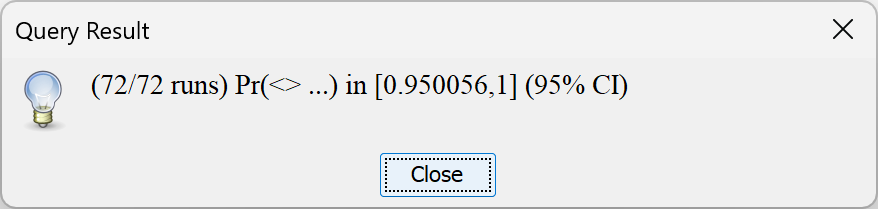 Query Result
(72/72 runs) Pr(<> ...) in [0.950056,1] (95% CI)
Close